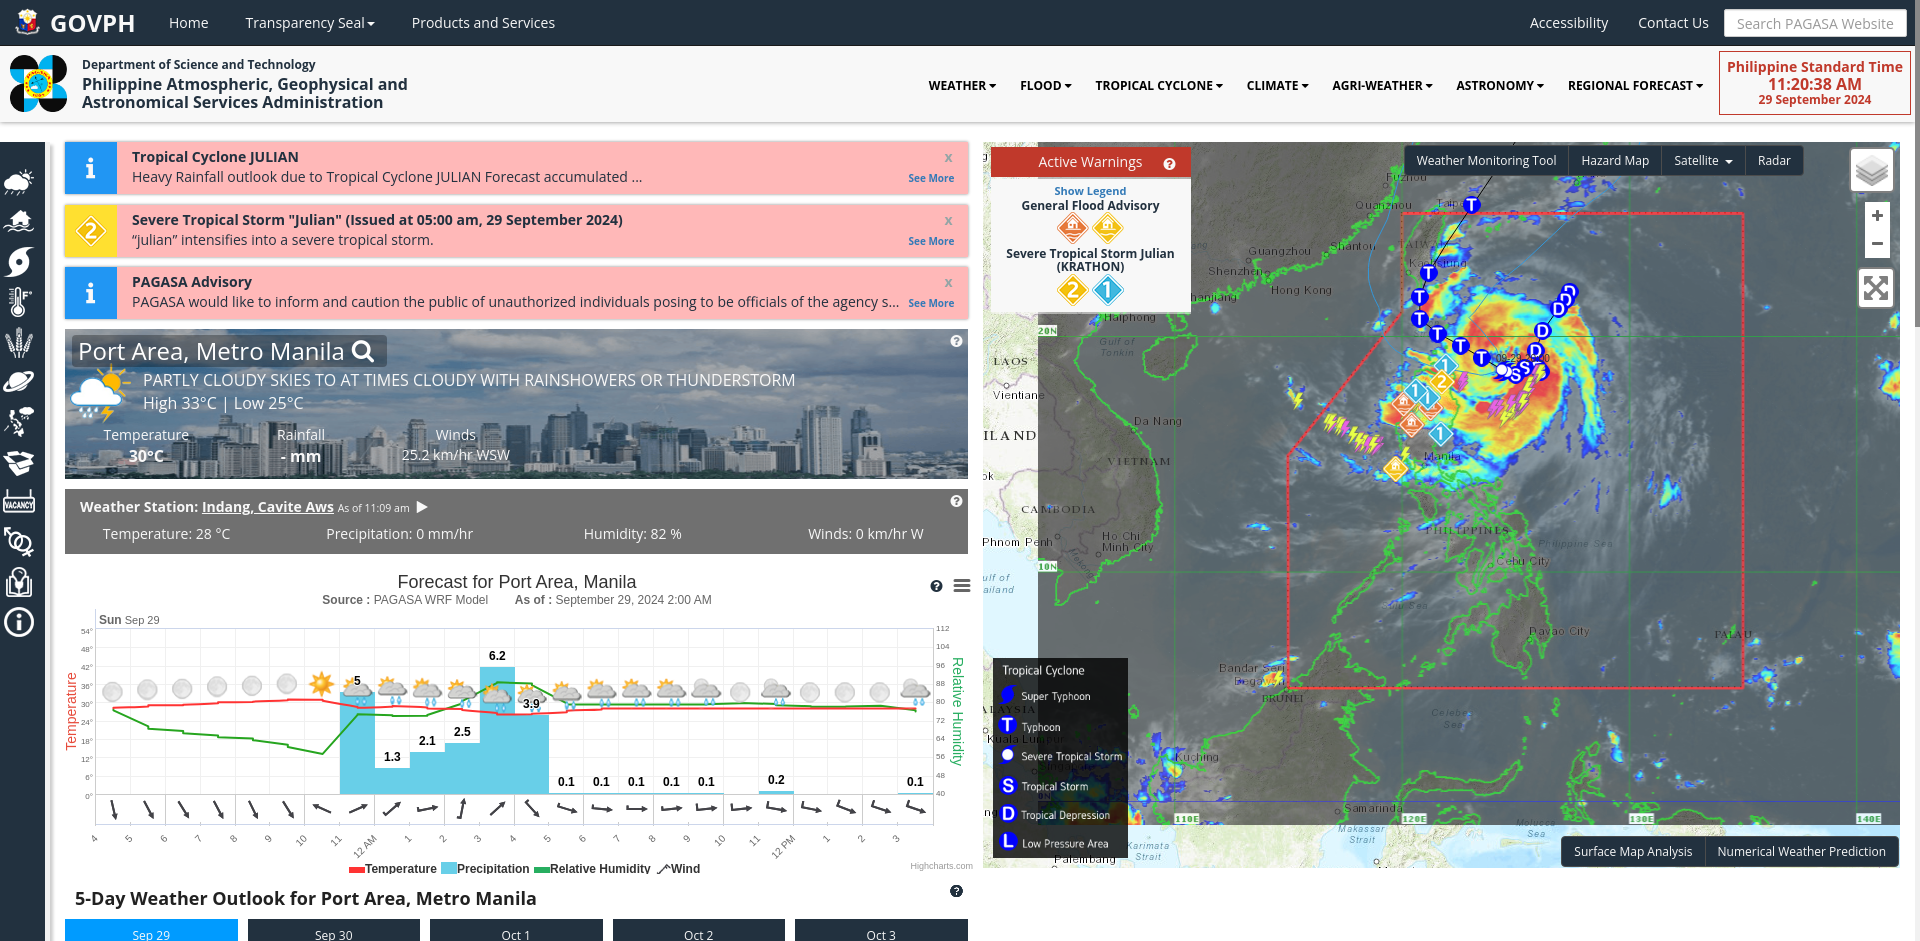 GOVPH
Home
Transparency Seal
Products and Services
Accessibility
Contact Us
Search PAGASA Website
Department of Science and Technology
Philippine Atmospheric, Geophysical and
Astronomical Services Administration
WEATHER
FLOOD
TROPICAL CYCLONE
CLIMATE
AGRI-WEATHER
ASTRONOMY
REGIONAL FORECAST
Philippine Standard Time
11:20:38 AM
29 September 2024
VACANCY
i
Tropical Cyclone JULIAN
x
Heavy Rainfall outlook due to Tropical Cyclone JULIAN Forecast accumulated ...
See More
2
Severe Tropical Storm "Julian" (Issued at 05:00 am, 29 September 2024)
x
“julian” intensifies into a severe tropical storm.
See More
i
PAGASA Advisory
x
PAGASA would like to inform and caution the public of unauthorized individuals posing to be officials of the agency s...
See More
Port Area, Metro Manila
?
PARTLY CLOUDY SKIES TO AT TIMES CLOUDY WITH RAINSHOWERS OR THUNDERSTORM
High 33°C | Low 25°C
Temperature
30°C
Rainfall
- mm
Winds
25.2 km/hr WSW
Weather Station: Indang, Cavite Aws As of 11:09 am
?
Temperature: 28 °C
Precipitation: 0 mm/hr
Humidity: 82 %
Winds: 0 km/hr W
Forecast for Port Area, Manila
?
Source : PAGASA WRF Model
As of : September 29, 2024 2:00 AM
Sun Sep 29
54°
48°
42°
36°
30°
24°
18°
12°
6°
0°
Temperature
112
104
96
88
80
72
64
56
48
40
Relative Humidity
5
1.3
2.1
2.5
6.2
3.9
0.1
0.1
0.1
0.1
0.1
0.2
0.1
4
5
6
7
8
9
10
11
12 AM
1
2
3
4
5
6
7
8
9
10
11
12 PM
1
2
3
Temperature
Precipitation
Relative Humidity
Wind
Highcharts.com
5-Day Weather Outlook for Port Area, Metro Manila
?
Sep 29
Sep 30
Oct 1
Oct 2
Oct 3
Active Warnings
?
Show Legend
General Flood Advisory
Severe Tropical Storm Julian
(KRATHON)
2
1
Weather Monitoring Tool
Hazard Map
Satellite
Radar
+
−
Fuzhou
Quanzhou
Taipei
TAIWAN
Kaohsiung
Guangzhou
Shantou
Shenzhen
Hong Kong
Zhanjiang
Haiphong
20N
Gulf of
Tonkin
LAOS
Vientiane
Da Nang
ILAND
VIETNAM
ok
CAMBODIA
Phnom Penh
Ho Chi
Minh City
Mekong
10N
ulf of
ailand
Manila
PHILIPPINES
Philippine Sea
Cebu City
Sulu Sea
Davao City
PALAU
Bandar Seri
Begawan
BRUNEI
Celebes
Sea
ALAYSIA
Kuala Lumpur
Kuching
Samarinda
110E
120E
130E
140E
Makassar
Strait
Molucca
Sea
Karimata
Strait
Palembang
T
T
T
T
T
T
T
S
S
D
D
D
D
D
1
2
1
1
1
Tropical Cyclone
Super Typhoon
T Typhoon
Severe Tropical Storm
S Tropical Storm
D Tropical Depression
L Low Pressure Area
Surface Map Analysis
Numerical Weather Prediction